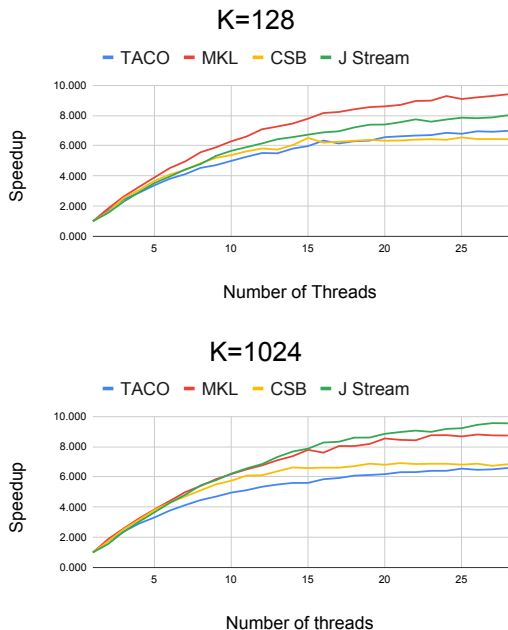 K=128
TACO MKL CSB J Stream
10.000
8.000
6.000
4.000
2.000
0.000
Speedup
5 10 15 20 25
Number of Threads
K=1024
TACO MKL CSB J Stream
10.000
8.000
6.000
4.000
2.000
0.000
Speedup
5 10 15 20 25
Number of threads